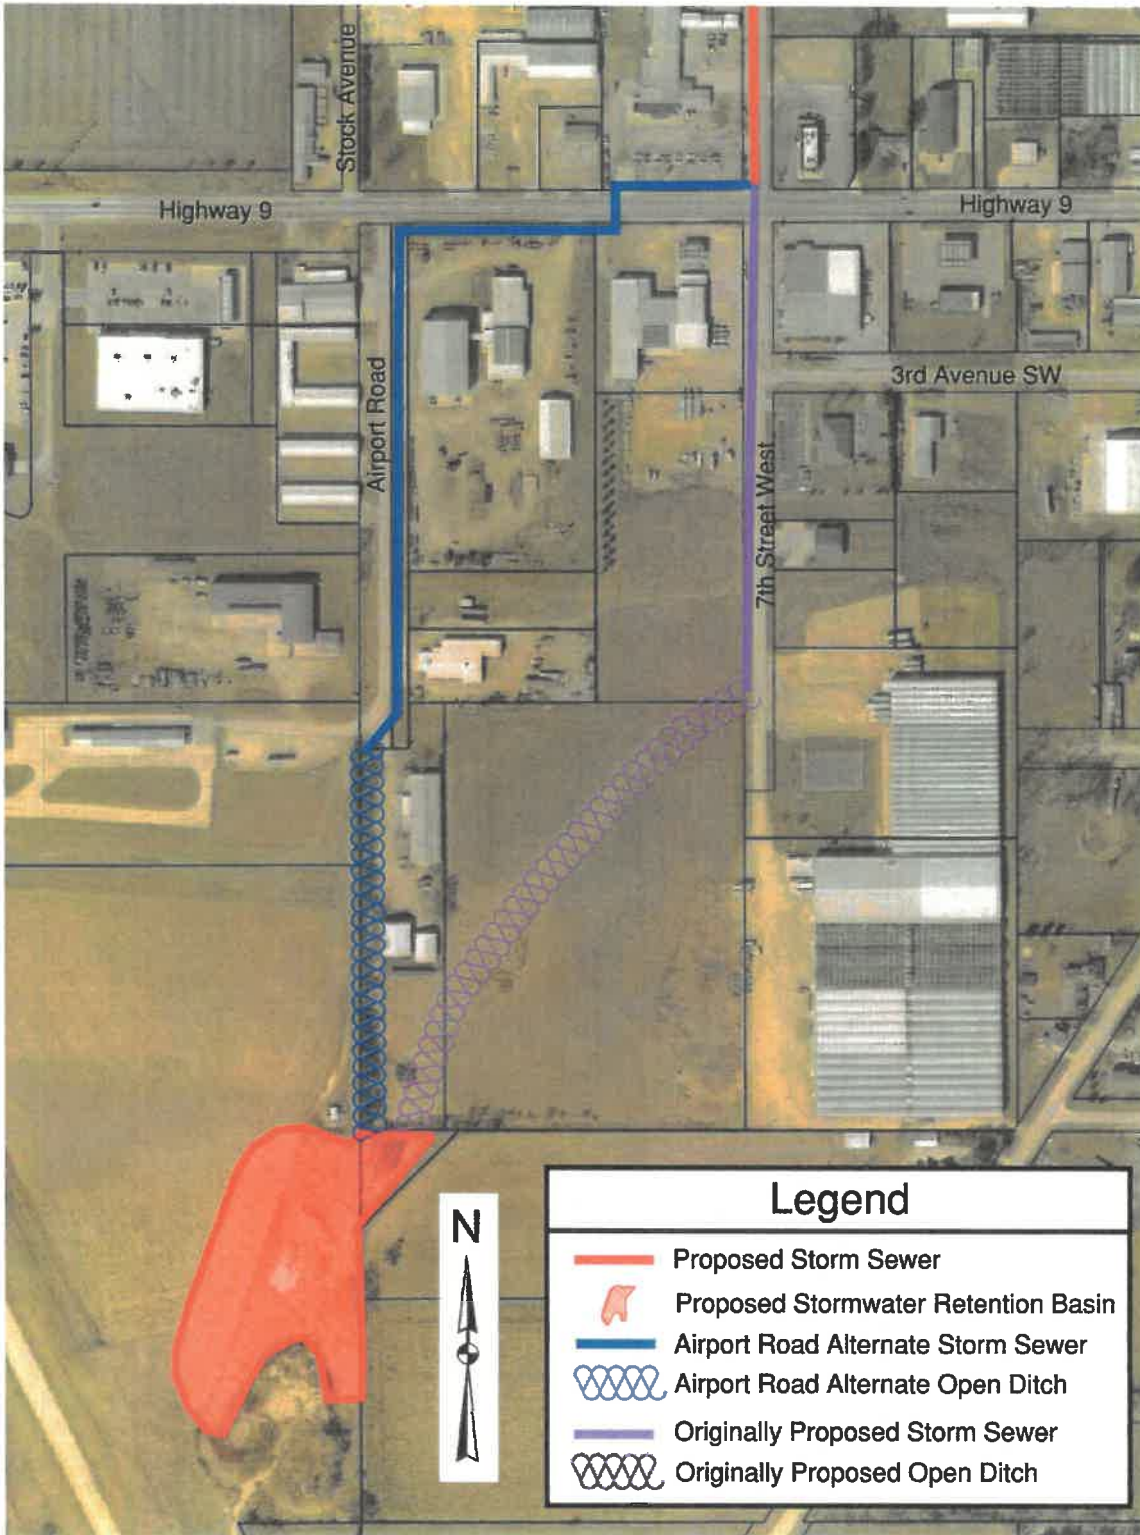 Stock Avenue
Highway 9
Highway 9
3rd Avenue SW
Airport Road
7th Street West
N
Legend
Proposed Storm Sewer
Proposed Stormwater Retention Basin
Airport Road Alternate Storm Sewer
Airport Road Alternate Open Ditch
Originally Proposed Storm Sewer
Originally Proposed Open Ditch